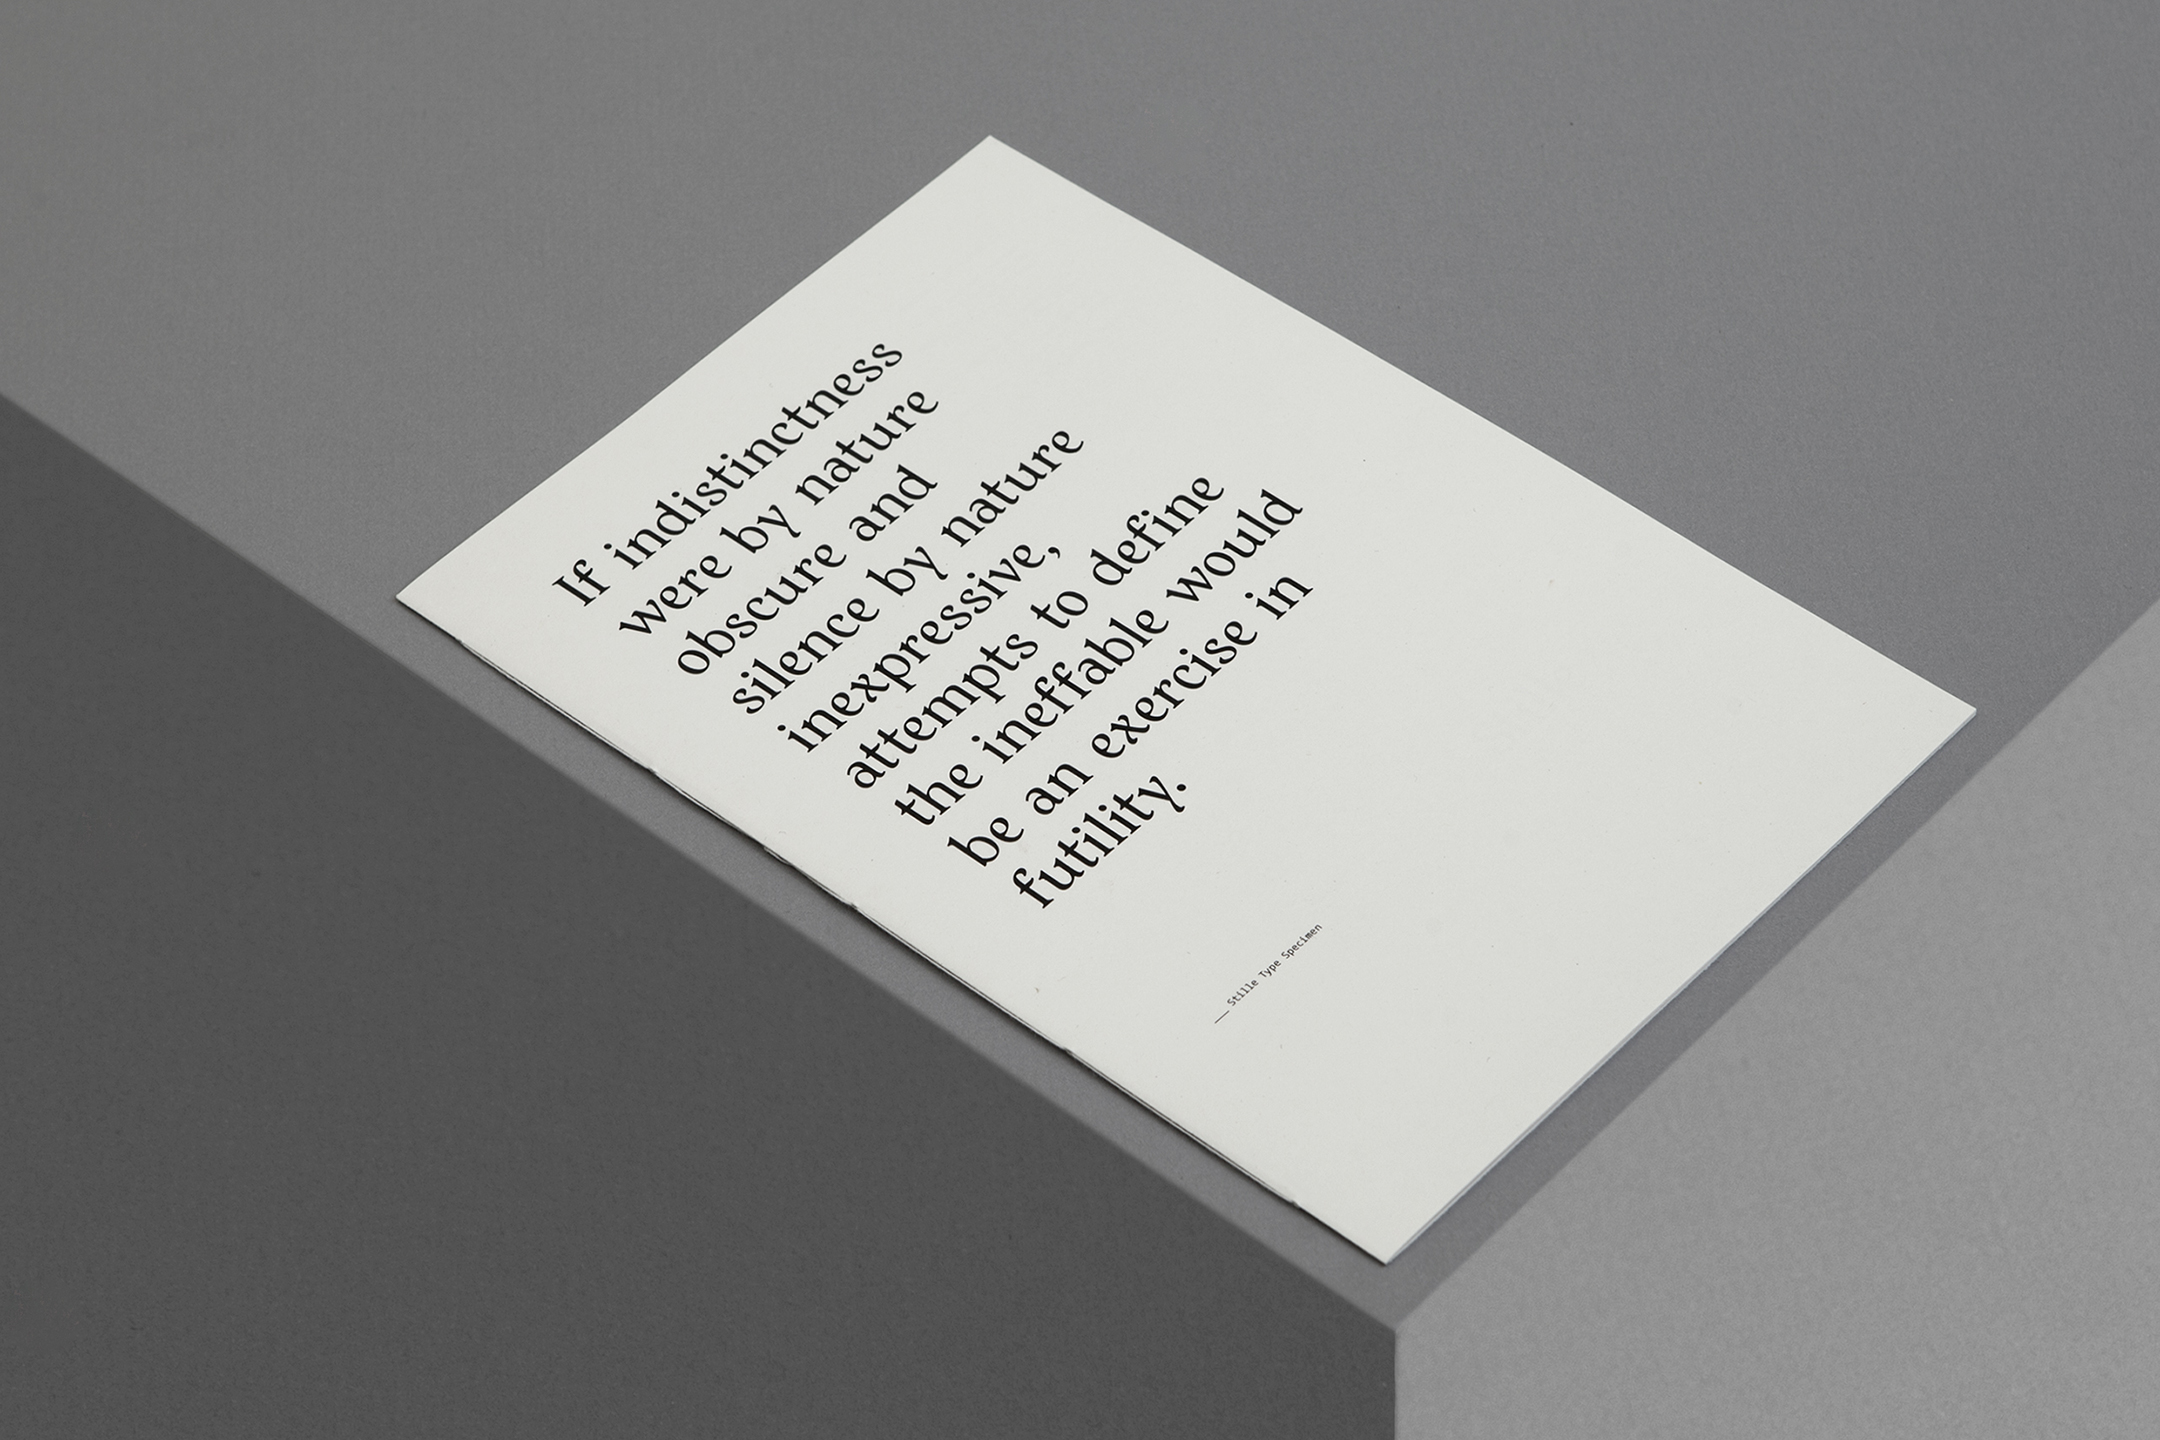 If indistinctness
were by nature
obscure and
silence by nature
inexpressive,
attempts to define
the ineffable would
be an exercise in
futility.
__ Stille Type Specimen